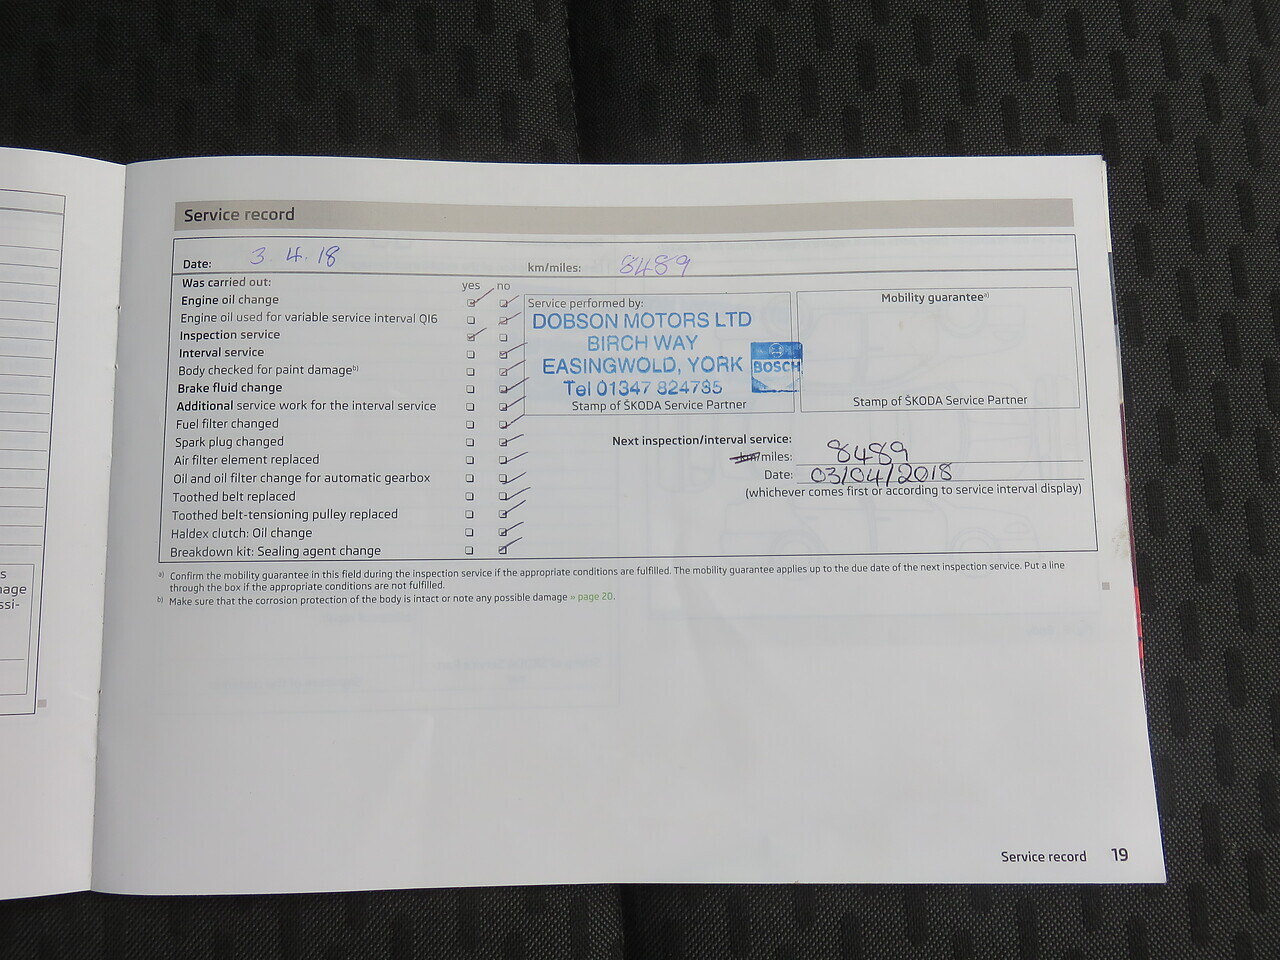 Service record
Date: 3 4.18 km/miles: 8489
Was carried out: yes no
Engine oil change
Engine oil used for variable service interval QI6
Inspection service
Interval service
Body checked for paint damage b)
Brake fluid change
Additional service work for the interval service
Fuel filter changed
Spark plug changed
Air filter element replaced
Oil and oil filter change for automatic gearbox
Toothed belt replaced
Toothed belt-tensioning pulley replaced
Haldex clutch: Oil change
Breakdown kit: Sealing agent change
Service performed by:
DOBSON MOTORS LTD
BIRCH WAY
EASINGWOLD, YORK
Tel 01347 824735
BOSCH
Stamp of ŠKODA Service Partner
Mobility guarantee a)
Stamp of ŠKODA Service Partner
Next inspection/interval service:
km/miles: 8489
Date: 03/04/2018
(whichever comes first or according to service interval display)
a) Confirm the mobility guarantee in this field during the inspection service if the appropriate conditions are fulfilled. The mobility guarantee applies up to the due date of the next inspection service. Put a line
through the box if the appropriate conditions are not fulfilled.
b) Make sure that the corrosion protection of the body is intact or note any possible damage » page 20.
Service record 19